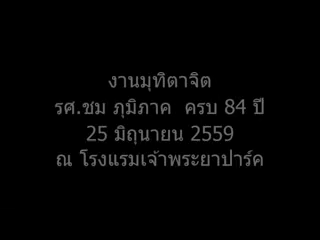 งานมุทิตาจิต
รศ.ชม ภุมิภาค ครบ 84 ปี
25 มิถุนายน 2559
ณ โรงแรมเจ้าพระยาปาร์ค